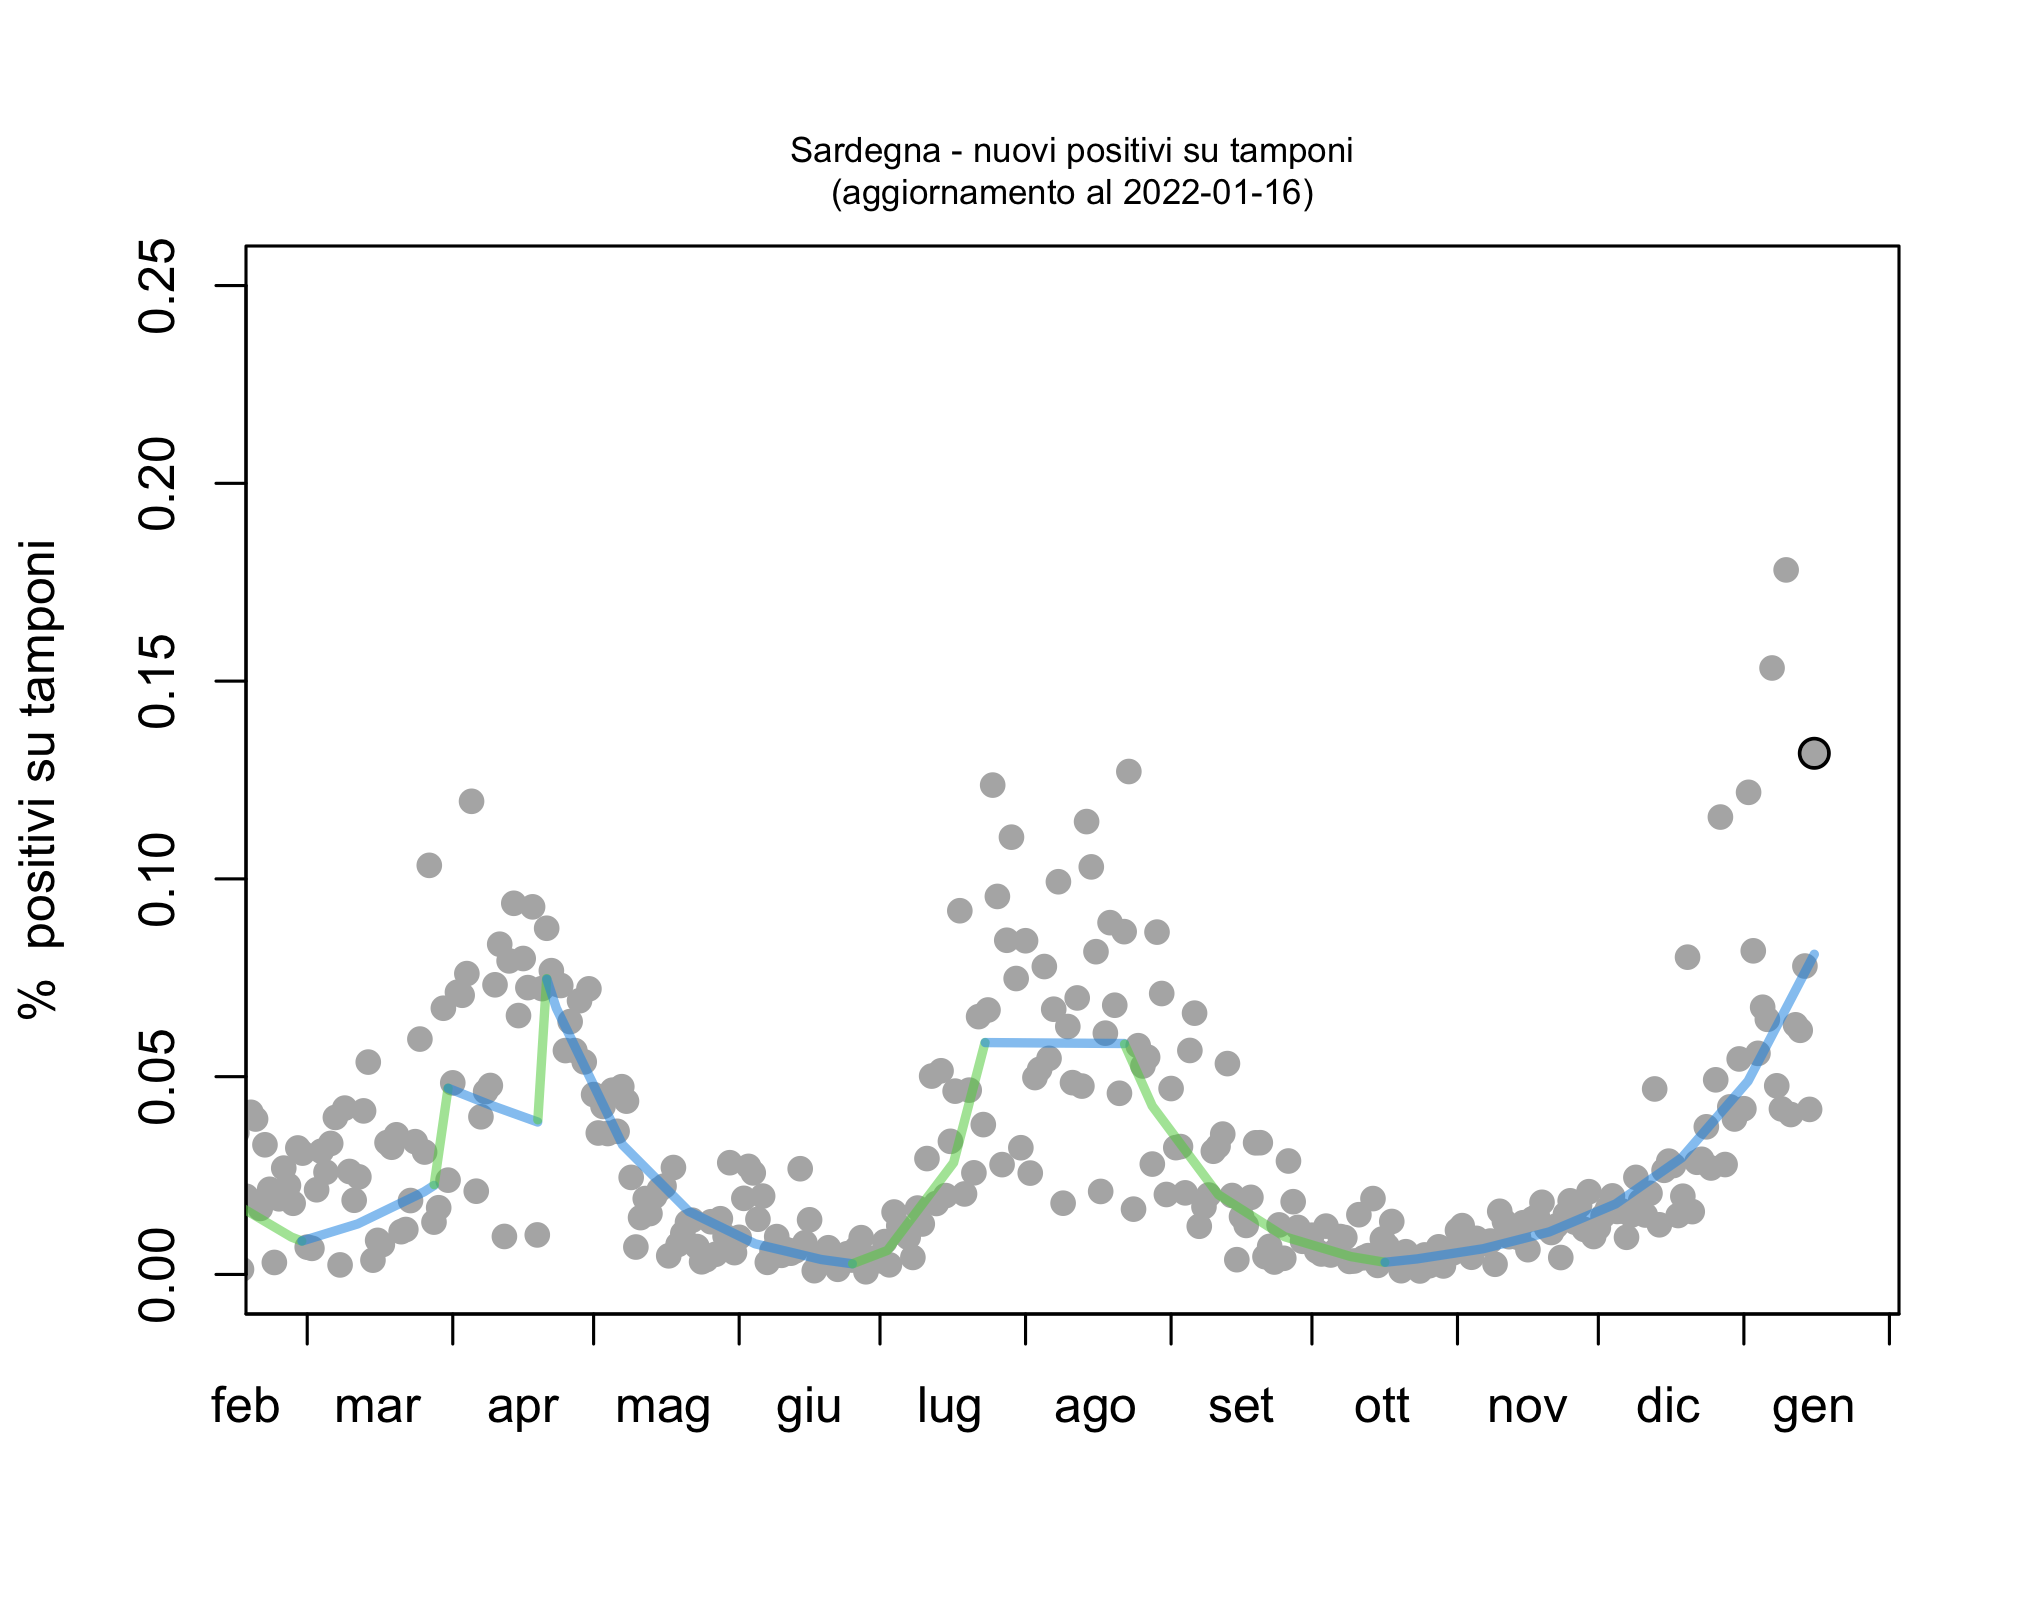 Sardegna - nuovi positivi su tamponi
(aggiornamento al 2022-01-16)
% positivi su tamponi
0.25
0.20
0.15
0.10
0.05
0.00
feb mar apr mag giu lug ago set ott nov dic gen